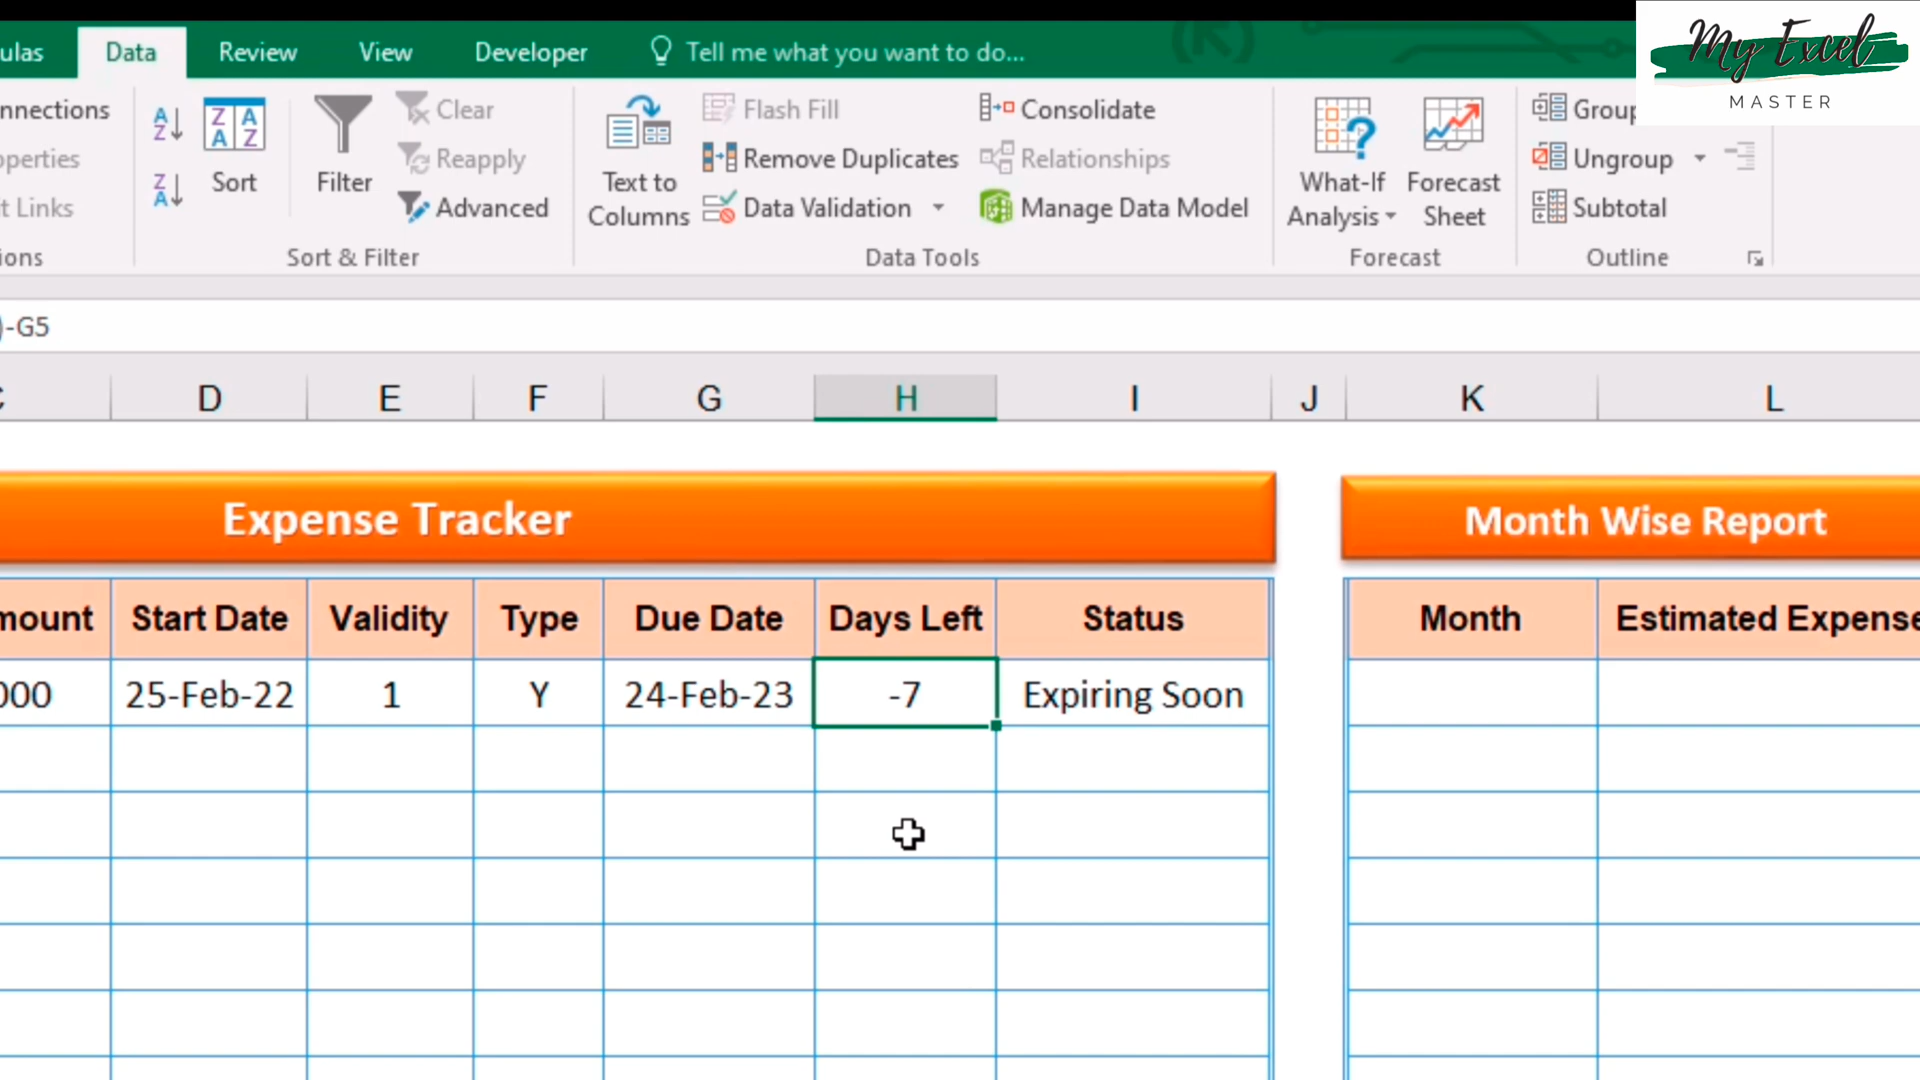 ulas Data Review View Developer Tell me what you want to do...
My Excel
MASTER
nnections Clear Flash Fill Consolidate Group
operties Sort Filter Reapply Text to Columns Remove Duplicates Relationships What-If Analysis Forecast Sheet Ungroup
t Links Advanced Data Validation Manage Data Model Subtotal
ions Sort & Filter Data Tools Forecast Outline
)-G5
C D E F G H I J K L
Expense Tracker Month Wise Report
mount Start Date Validity Type Due Date Days Left Status Month Estimated Expense
000 25-Feb-22 1 Y 24-Feb-23 -7 Expiring Soon